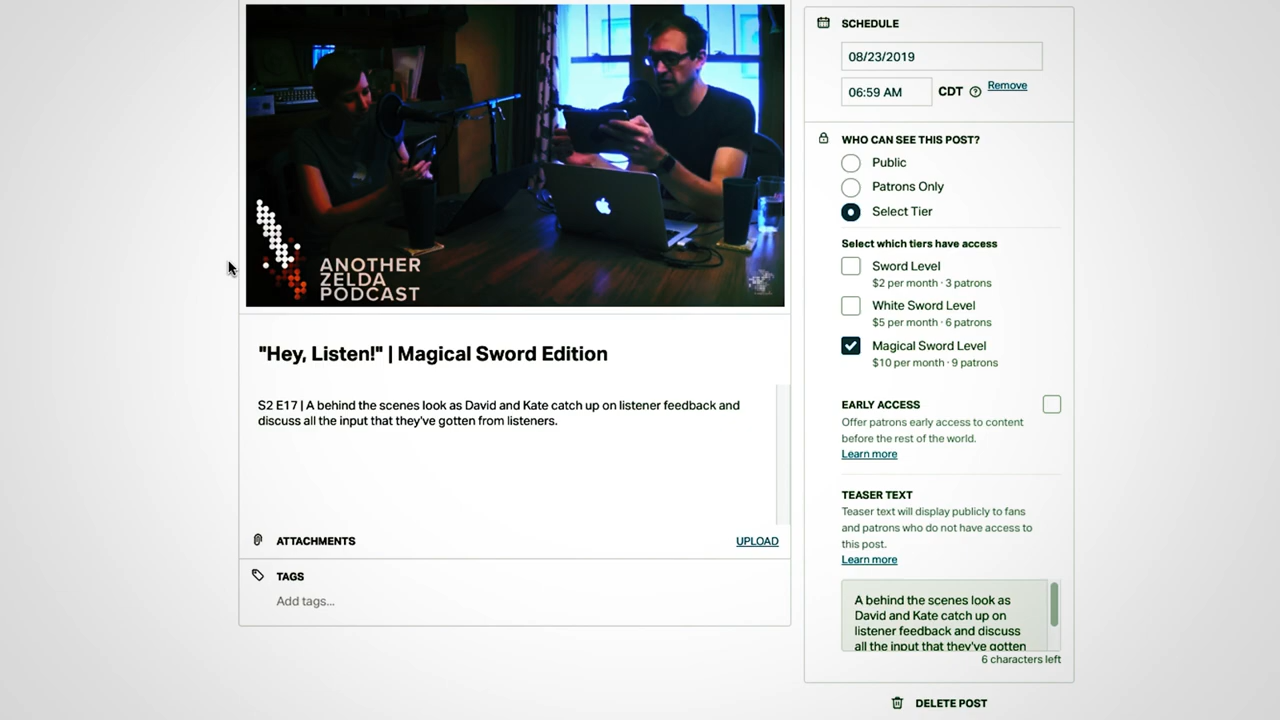 ANOTHER
ZELDA
PODCAST
"Hey, Listen!" | Magical Sword Edition
S2 E17 | A behind the scenes look as David and Kate catch up on listener feedback and
discuss all the input that they've gotten from listeners.
ATTACHMENTS
UPLOAD
TAGS
Add tags...
SCHEDULE
08/23/2019
06:59 AM
CDT
Remove
WHO CAN SEE THIS POST?
Public
Patrons Only
Select Tier
Select which tiers have access
Sword Level
$2 per month · 3 patrons
White Sword Level
$5 per month · 6 patrons
Magical Sword Level
$10 per month · 9 patrons
EARLY ACCESS
Offer patrons early access to content
before the rest of the world.
Learn more
TEASER TEXT
Teaser text will display publicly to fans
and patrons who do not have access to
this post.
Learn more
A behind the scenes look as
David and Kate catch up on
listener feedback and discuss
all the input that they've gotten
6 characters left
DELETE POST